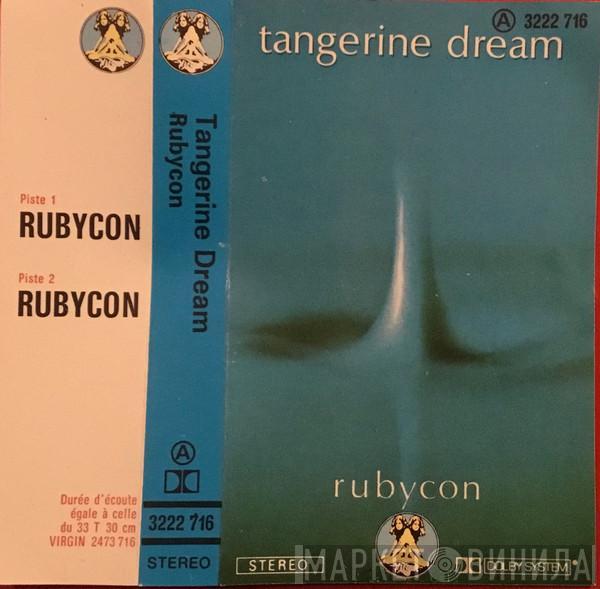 Piste 1
RUBYCON
Piste 2
RUBYCON
Durée d'écoute
égale à celle
du 33 T 30 cm
VIRGIN 2473 716
Tangerine Dream
Rubycon
A
3222 716
STEREO
A 3222 716
tangerine dream
rubycon
STEREO
DOLBY SYSTEM
МАРКЕТ ВИНИЛА